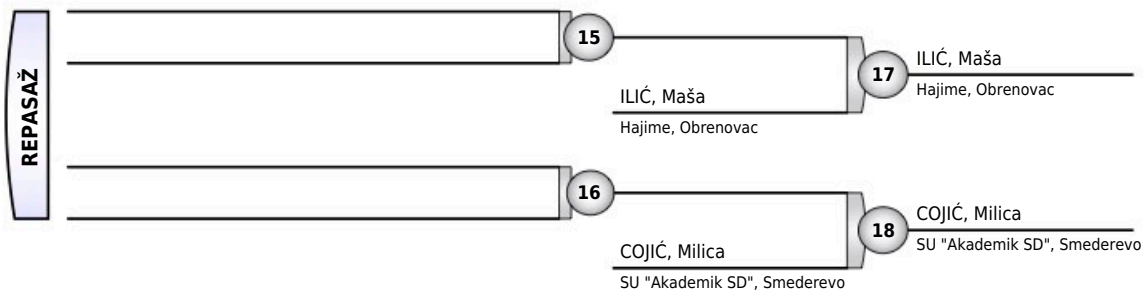 REPASAŽ
15
17
ILIĆ, Maša
Hajime, Obrenovac
ILIĆ, Maša
Hajime, Obrenovac
16
18
COJIĆ, Milica
SU "Akademik SD", Smederevo
COJIĆ, Milica
SU "Akademik SD", Smederevo